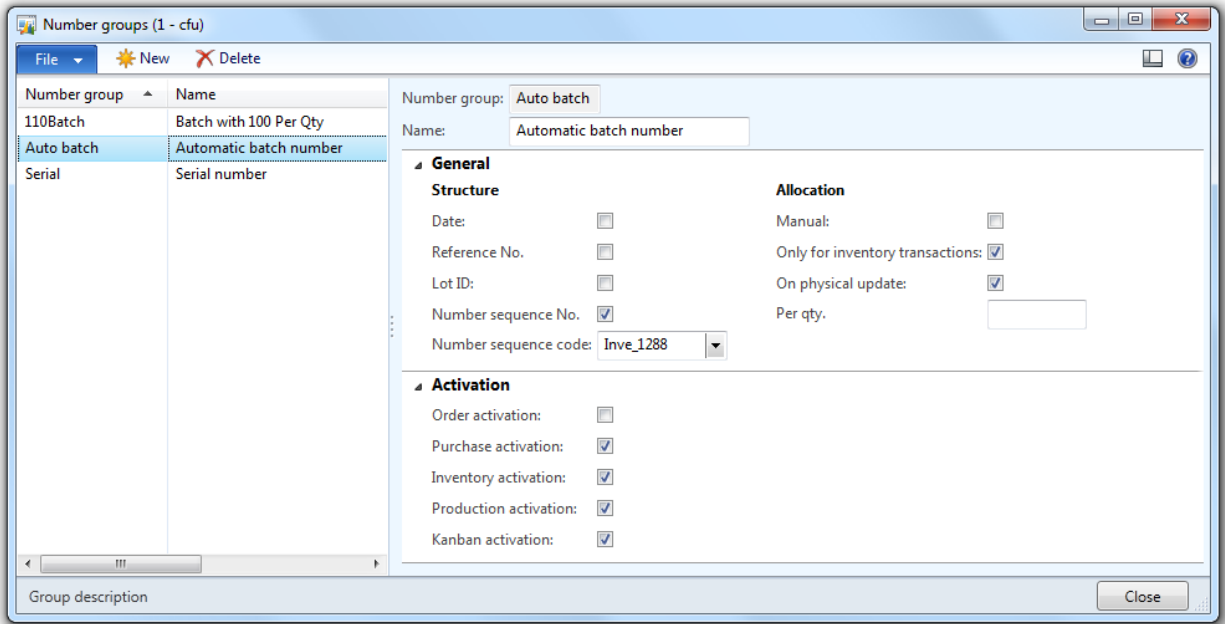 Number groups (1 - cfu)
File New Delete
Number group Name
110Batch Batch with 100 Per Qty
Auto batch Automatic batch number
Serial Serial number
Number group: Auto batch
Name: Automatic batch number
General
Structure Allocation
Date: Manual:
Reference No. Only for inventory transactions:
Lot ID: On physical update:
Number sequence No. Per qty.
Number sequence code: Inve_1288
Activation
Order activation:
Purchase activation:
Inventory activation:
Production activation:
Kanban activation:
Group description Close